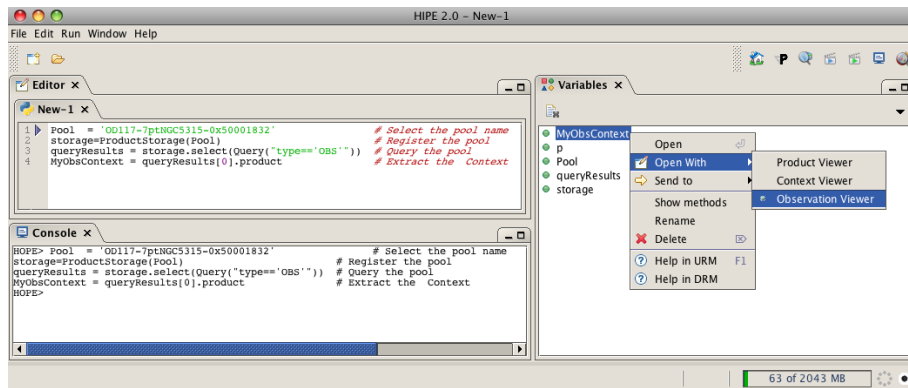 HIPE 2.0 - New-1
File Edit Run Window Help
P
Editor
New-1
1 Pool = 'OD117-7ptNGC5315-0x50001832' # Select the pool name
2 storage=ProductStorage(Pool) # Register the pool
3 queryResults = storage.select(Query("type=='OBS'")) # Query the pool
4 MyObsContext = queryResults[0].product # Extract the Context
Console
HOPE> Pool = 'OD117-7ptNGC5315-0x50001832' # Select the pool name
storage=ProductStorage(Pool) # Register the pool
queryResults = storage.select(Query("type=='OBS'")) # Query the pool
MyObsContext = queryResults[0].product # Extract the Context
HOPE>
Variables
MyObsContext
p
Pool
queryResults
storage
Open
Open With
Send to
Show methods
Rename
Delete
Help in URM F1
Help in DRM
Product Viewer
Context Viewer
Observation Viewer
63 of 2043 MB